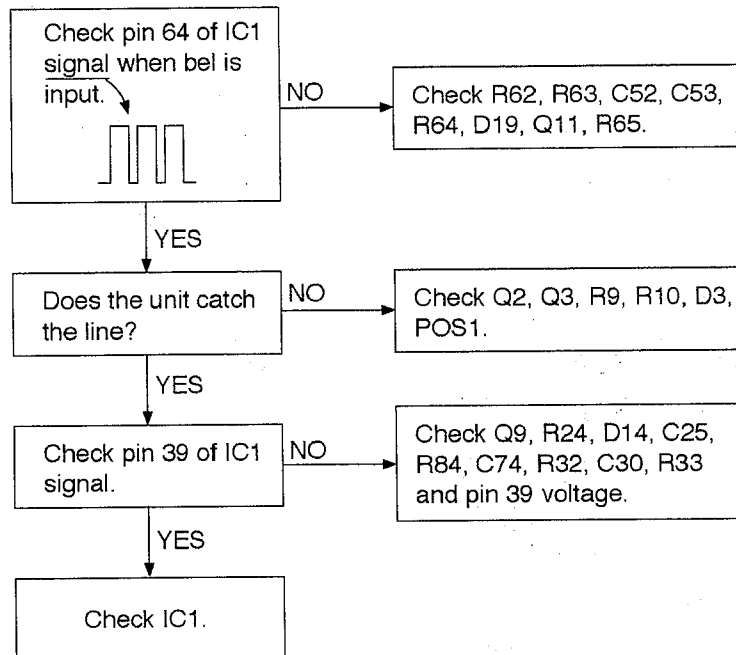 Check pin 64 of IC1
signal when bel is
input.
NO
Check R62, R63, C52, C53,
R64, D19, Q11, R65.
YES
Does the unit catch
the line?
NO
Check Q2, Q3, R9, R10, D3,
POS1.
YES
Check pin 39 of IC1
signal.
NO
Check Q9, R24, D14, C25,
R84, C74, R32, C30, R33
and pin 39 voltage.
YES
Check IC1.